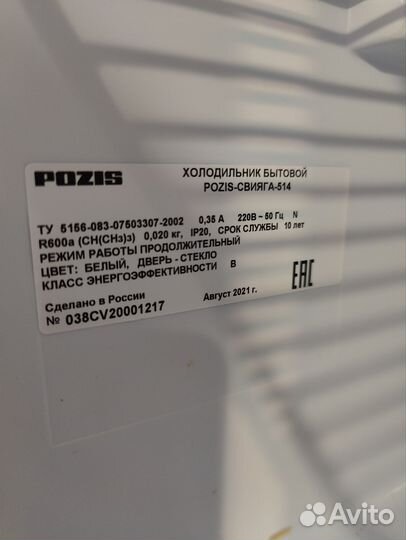 POZIS
ХОЛОДИЛЬНИК БЫТОВОЙ
POZIS-СВИЯГА-514
ТУ 5156-083-07503307-2002 0,35 А 220В ~ 50 Гц N
R600a (CH(CH3)3) 0,020 кг, IP20, СРОК СЛУЖБЫ 10 лет
РЕЖИМ РАБОТЫ ПРОДОЛЖИТЕЛЬНЫЙ
ЦВЕТ: БЕЛЫЙ, ДВЕРЬ - СТЕКЛО
КЛАСС ЭНЕРГОЭФФЕКТИВНОСТИ В
Сделано в России Август 2021 г.
№ 038CV20001217
EAC
Avito